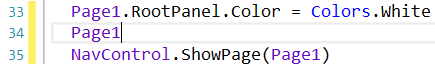 33 Page1.RootPanel.Color = Colors.White
34 Page1
35 NavControl.ShowPage(Page1)